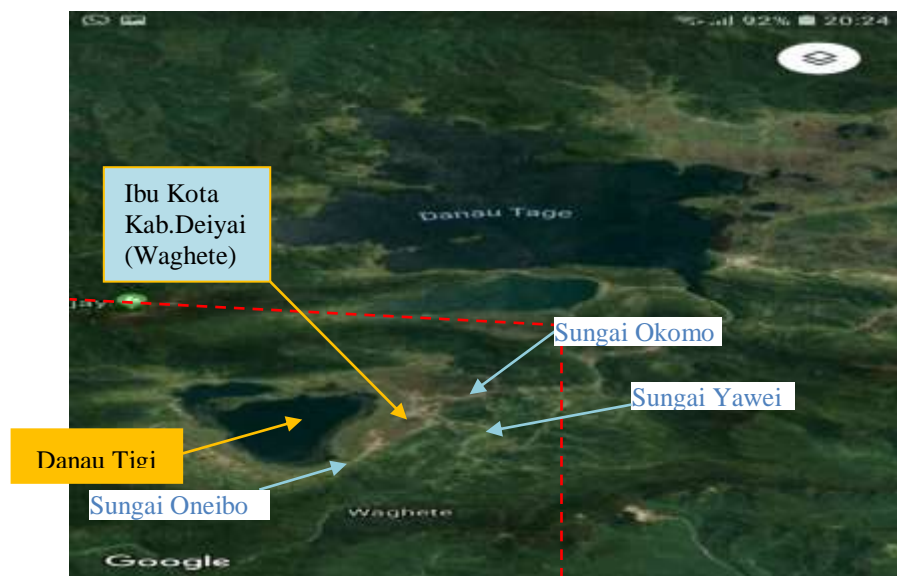 92% 20:24
Ibu Kota
Kab.Deiyai
(Waghete)
Danau Tage
jay
Sungai Okomo
Sungai Yawei
Danau Tigi
Sungai Oneibo
Waghete
Google